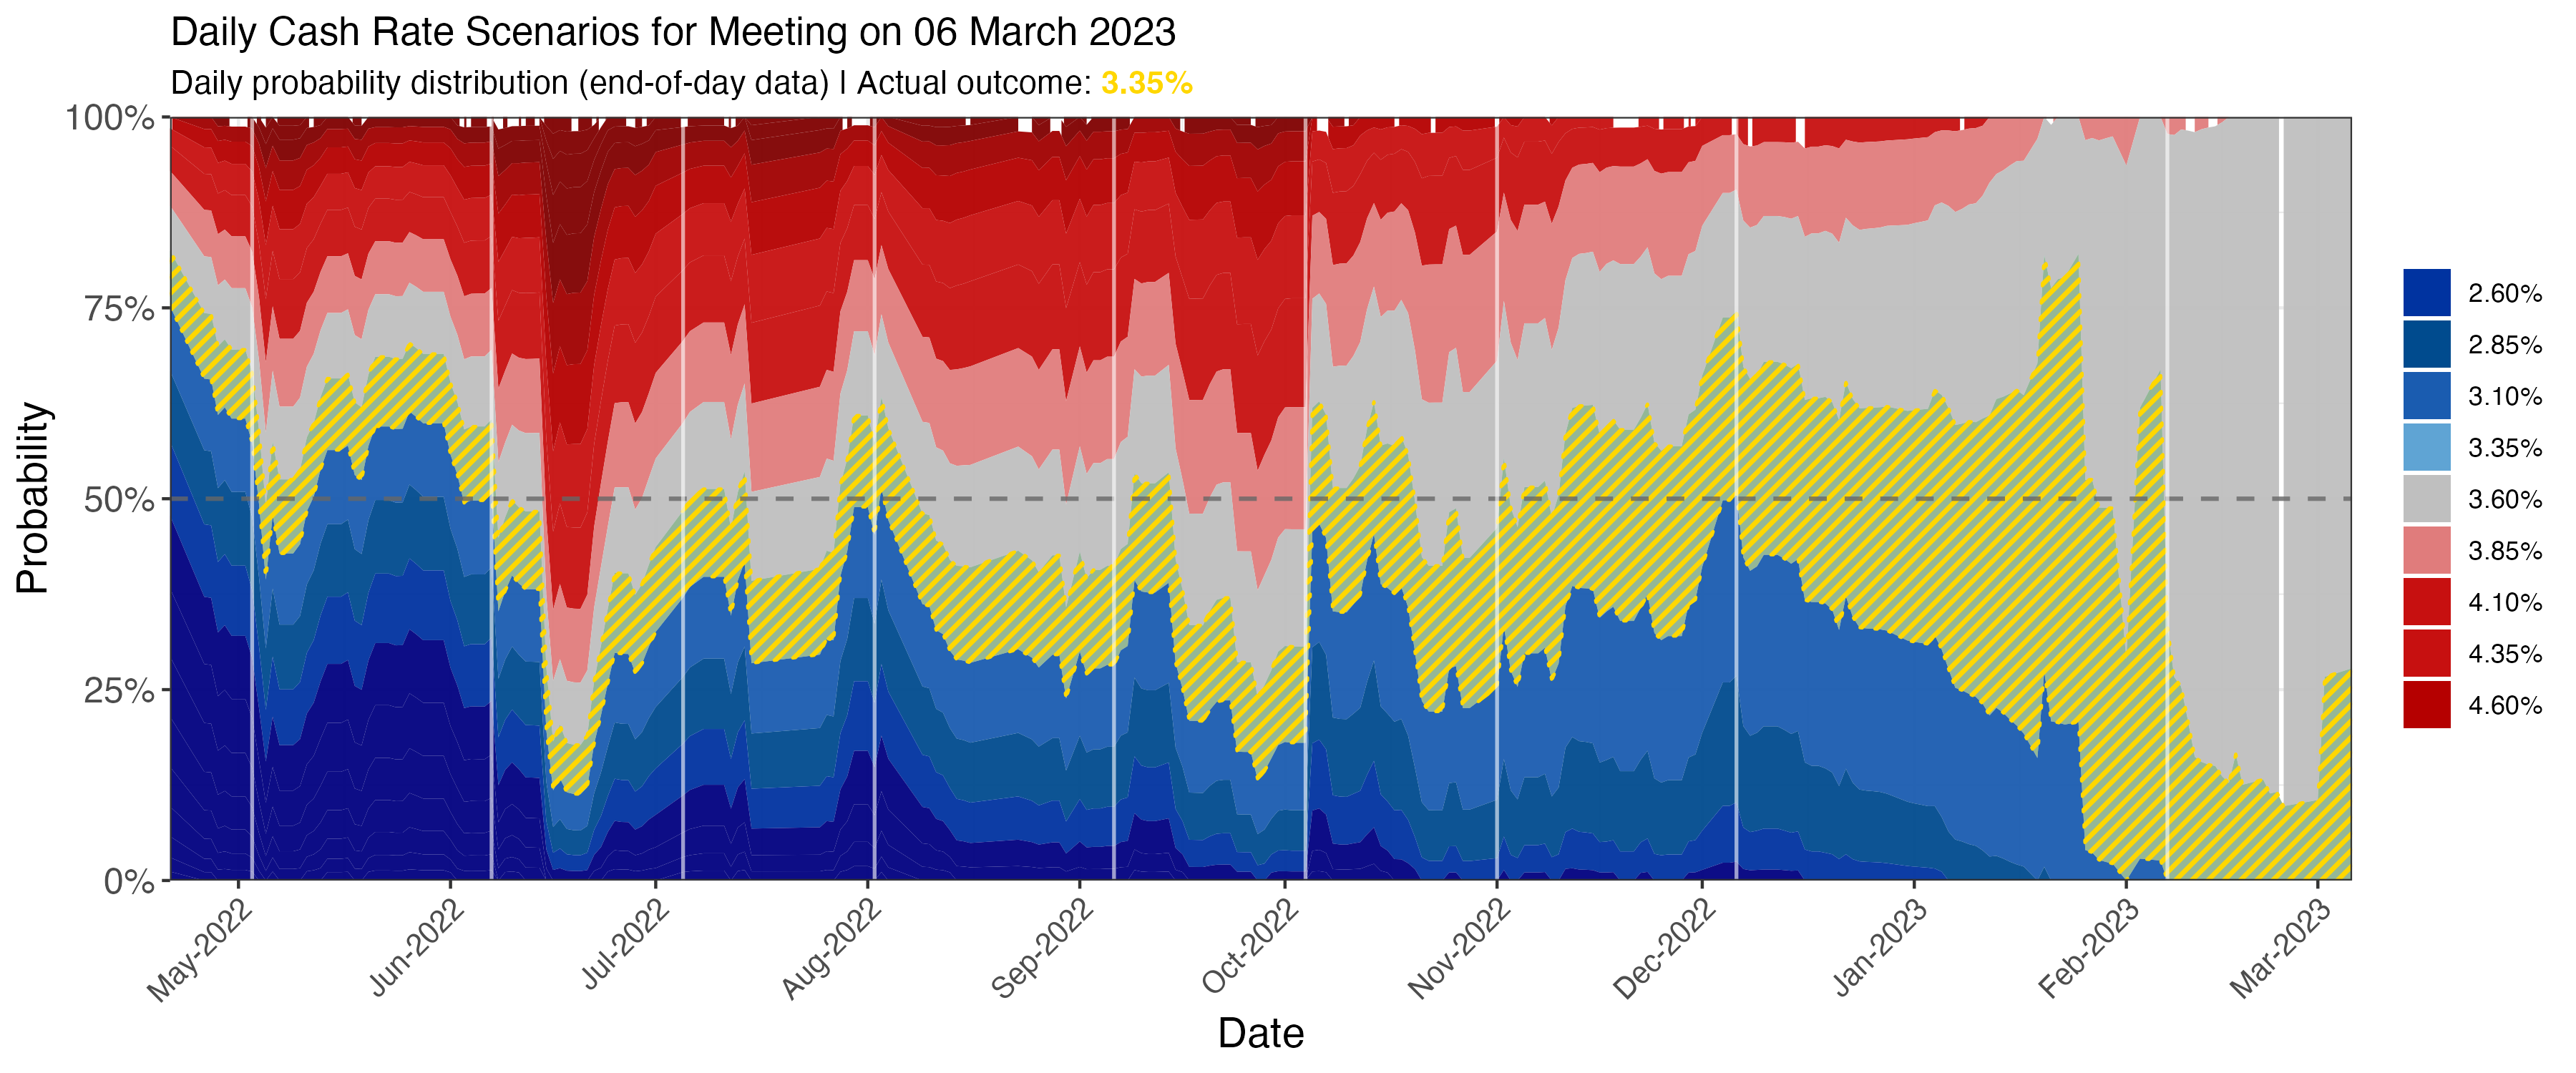 Daily Cash Rate Scenarios for Meeting on 06 March 2023
Daily probability distribution (end-of-day data) | Actual outcome: 3.35%
Probability
100%
75%
50%
25%
0%
May-2022
Jun-2022
Jul-2022
Aug-2022
Sep-2022
Oct-2022
Nov-2022
Dec-2022
Jan-2023
Feb-2023
Mar-2023
Date
2.60%
2.85%
3.10%
3.35%
3.60%
3.85%
4.10%
4.35%
4.60%